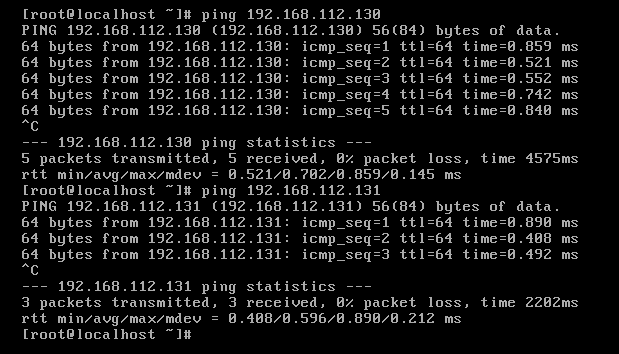 [root@localhost ~]# ping 192.168.112.130
PING 192.168.112.130 (192.168.112.130) 56(84) bytes of data.
64 bytes from 192.168.112.130: icmp_seq=1 ttl=64 time=0.859 ms
64 bytes from 192.168.112.130: icmp_seq=2 ttl=64 time=0.521 ms
64 bytes from 192.168.112.130: icmp_seq=3 ttl=64 time=0.552 ms
64 bytes from 192.168.112.130: icmp_seq=4 ttl=64 time=0.742 ms
64 bytes from 192.168.112.130: icmp_seq=5 ttl=64 time=0.840 ms
^C
--- 192.168.112.130 ping statistics ---
5 packets transmitted, 5 received, 0% packet loss, time 4575ms
rtt min/avg/max/mdev = 0.521/0.702/0.859/0.145 ms
[root@localhost ~]# ping 192.168.112.131
PING 192.168.112.131 (192.168.112.131) 56(84) bytes of data.
64 bytes from 192.168.112.131: icmp_seq=1 ttl=64 time=0.890 ms
64 bytes from 192.168.112.131: icmp_seq=2 ttl=64 time=0.408 ms
64 bytes from 192.168.112.131: icmp_seq=3 ttl=64 time=0.492 ms
^C
--- 192.168.112.131 ping statistics ---
3 packets transmitted, 3 received, 0% packet loss, time 2202ms
rtt min/avg/max/mdev = 0.408/0.596/0.890/0.212 ms
[root@localhost ~]#